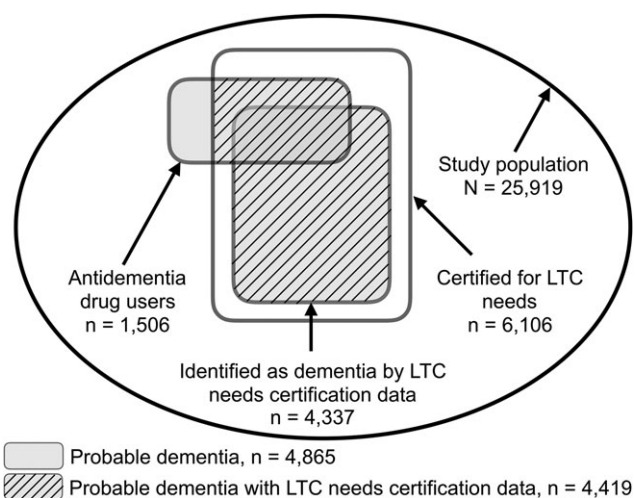 Study population
N = 25,919
Antidementia
drug users
n = 1,506
Certified for LTC
needs
n = 6,106
Identified as dementia by LTC
needs certification data
n = 4,337
Probable dementia, n = 4,865
Probable dementia with LTC needs certification data, n = 4,419